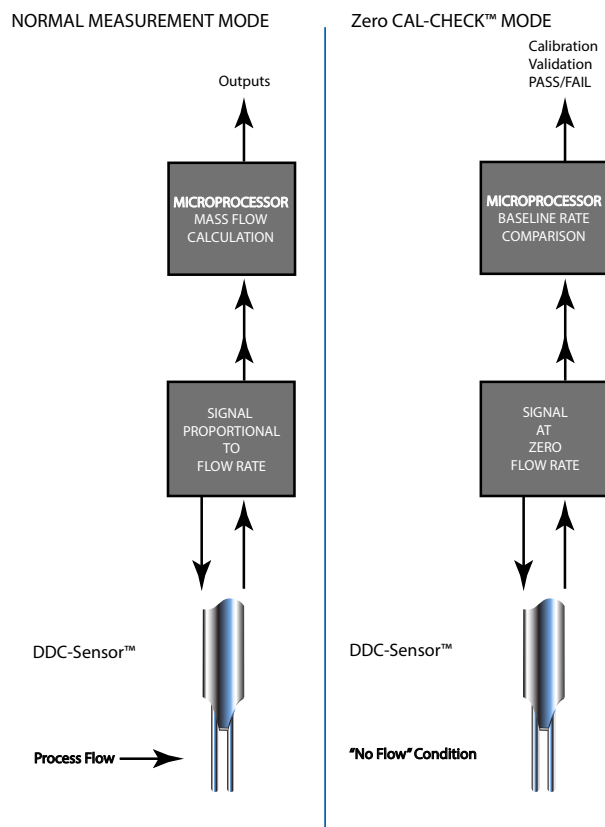 NORMAL MEASUREMENT MODE
Outputs
MICROPROCESSOR
MASS FLOW
CALCULATION
SIGNAL
PROPORTIONAL
TO
FLOW RATE
DDC-Sensor™
Process Flow
Zero CAL-CHECK™ MODE
Calibration
Validation
PASS/FAIL
MICROPROCESSOR
BASELINE RATE
COMPARISON
SIGNAL
AT
ZERO
FLOW RATE
DDC-Sensor™
"No Flow" Condition